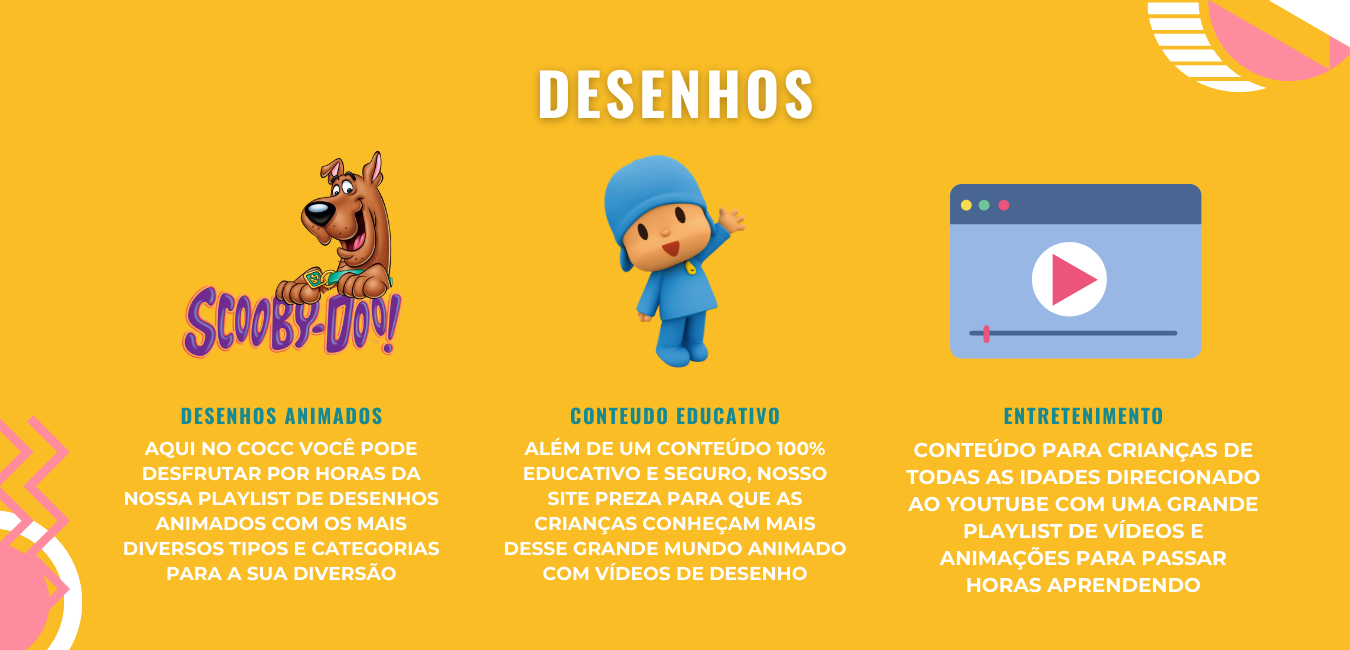 DESENHOS
SCOOBY-DOO!
DESENHOS ANIMADOS
AQUI NO COCC VOCÊ PODE
DESFRUTAR POR HORAS DA
NOSSA PLAYLIST DE DESENHOS
ANIMADOS COM OS MAIS
DIVERSOS TIPOS E CATEGORIAS
PARA A SUA DIVERSÃO
CONTEUDO EDUCATIVO
ALÉM DE UM CONTEÚDO 100%
EDUCATIVO E SEGURO, NOSSO
SITE PREZA PARA QUE AS
CRIANÇAS CONHEÇAM MAIS
DESSE GRANDE MUNDO ANIMADO
COM VÍDEOS DE DESENHO
ENTRETENIMENTO
CONTEÚDO PARA CRIANÇAS DE
TODAS AS IDADES DIRECIONADO
AO YOUTUBE COM UMA GRANDE
PLAYLIST DE VÍDEOS E
ANIMAÇÕES PARA PASSAR
HORAS APRENDENDO